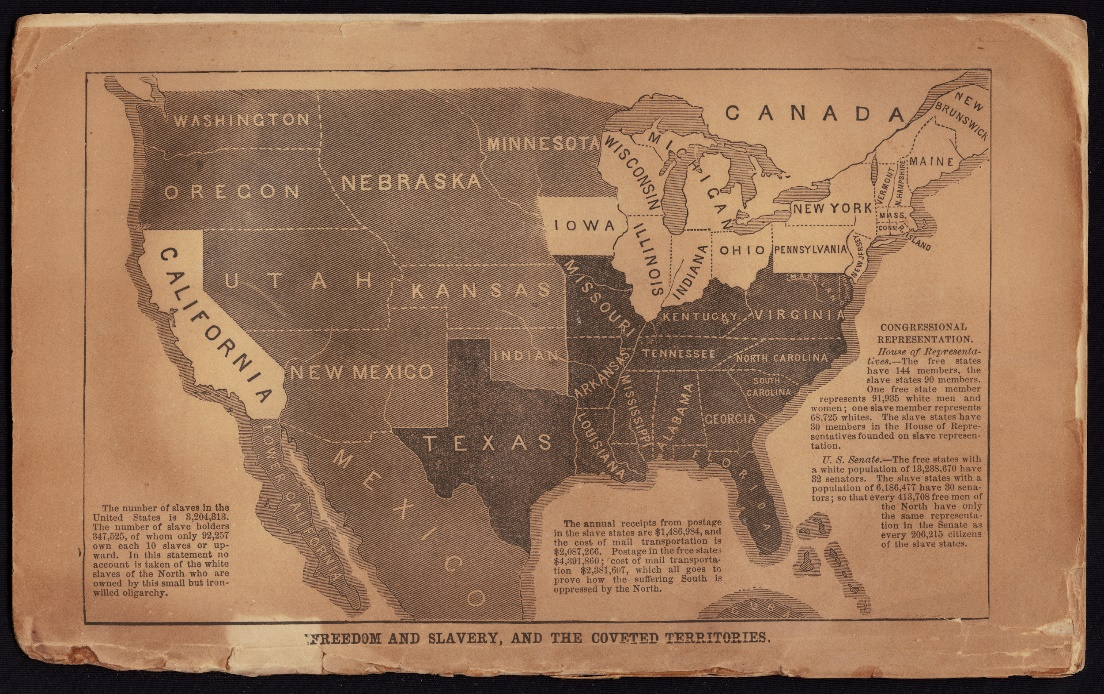 CANADA
NEW
BRUNSWICK
WASHINGTON
MINNESOTA
WISCONSIN
MICHIGAN
MAINE
VERMONT
N. HAMPSHIRE
OREGON
NEBRASKA
NEW YORK
MASS.
CONN.
ISLAND
IOWA
ILLINOIS
INDIANA
OHIO
PENNSYLVANIA
NEW JERSEY
CALIFORNIA
UTAH
KANSAS
MISSOURI
KENTUCKY
VIRGINIA
NEW MEXICO
INDIAN
ARKANSAS
TENNESSEE
NORTH CAROLINA
SOUTH
CAROLINA
TEXAS
LOUISIANA
MISSISSIPPI
ALABAMA
GEORGIA
FLORIDA
LOWER CALIFORNIA
MEXICO
CUBA
CONGRESSIONAL
REPRESENTATION.
House of Representa-
tives.—The free states
have 144 members, the
slave states 90 members.
One free state member
represents 91,935 white men and
women; one slave member represents
68,725 whites. The slave states have
30 members in the House of Repre-
sentatives founded on slave represen-
tation.
U. S. Senate.—The free states with
a white population of 13,238,670 have
32 senators. The slave states with a
population of 6,186,477 have 30 sena-
tors; so that every 413,708 free men of
the North have only
the same representa-
tion in the Senate as
every 206,215 citizens
of the slave states.
The number of slaves in the
United States is 3,204,313.
The number of slave holders
347,525, of whom only 92,257
own each 10 slaves or up-
ward. In this statement no
account is taken of the white
slaves of the North who are
owned by this small but iron-
willed oligarchy.
The annual receipts from postage
in the slave states are $1,486,984, and
the cost of mail transportation is
$2,087,266. Postage in the free states
$4,391,860; cost of mail transporta-
tion $2,381,607, which all goes to
prove how the suffering South is
oppressed by the North.
FREEDOM AND SLAVERY, AND THE COVETED TERRITORIES.